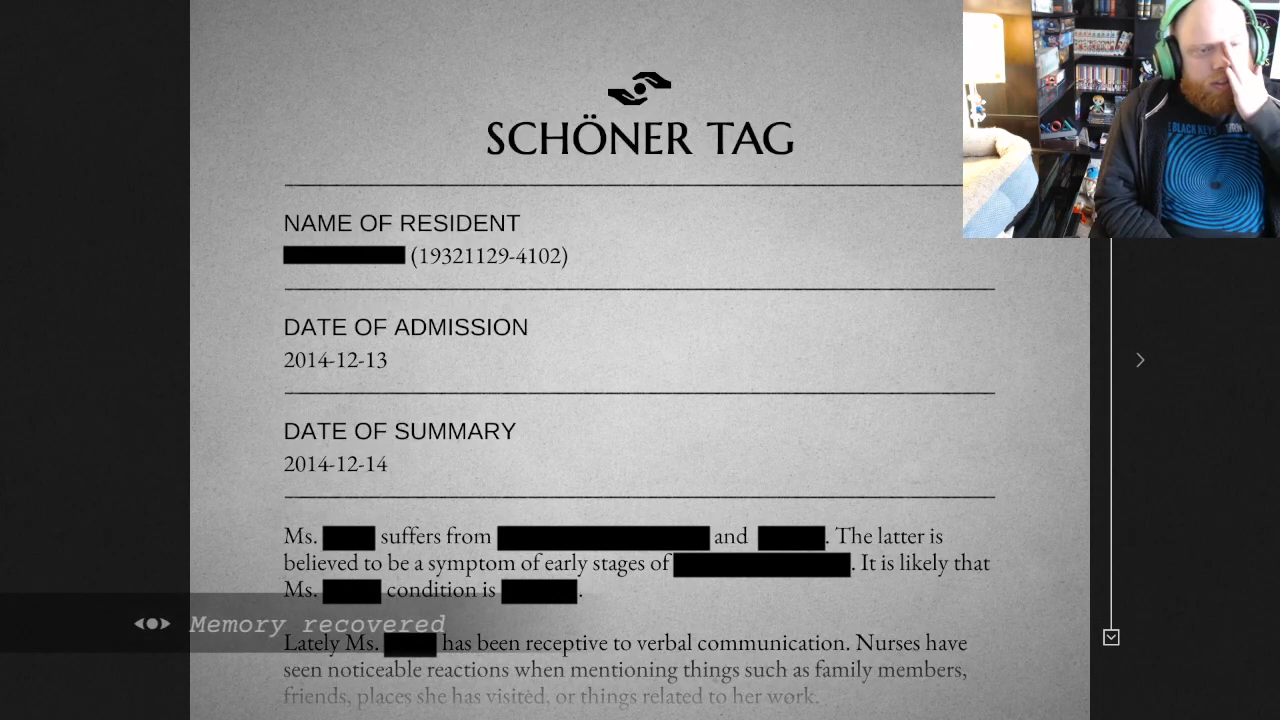 SCHÖNER TAG
NAME OF RESIDENT
(19321129-4102)
DATE OF ADMISSION
2014-12-13
DATE OF SUMMARY
2014-12-14
Ms. suffers from and . The latter is
believed to be a symptom of early stages of . It is likely that
Ms. condition is .
Memory recovered
Lately Ms. has been receptive to verbal communication. Nurses have
seen noticeable reactions when mentioning things such as family members,
friends, places she has visited, or things related to her work.
BLACK KEYS